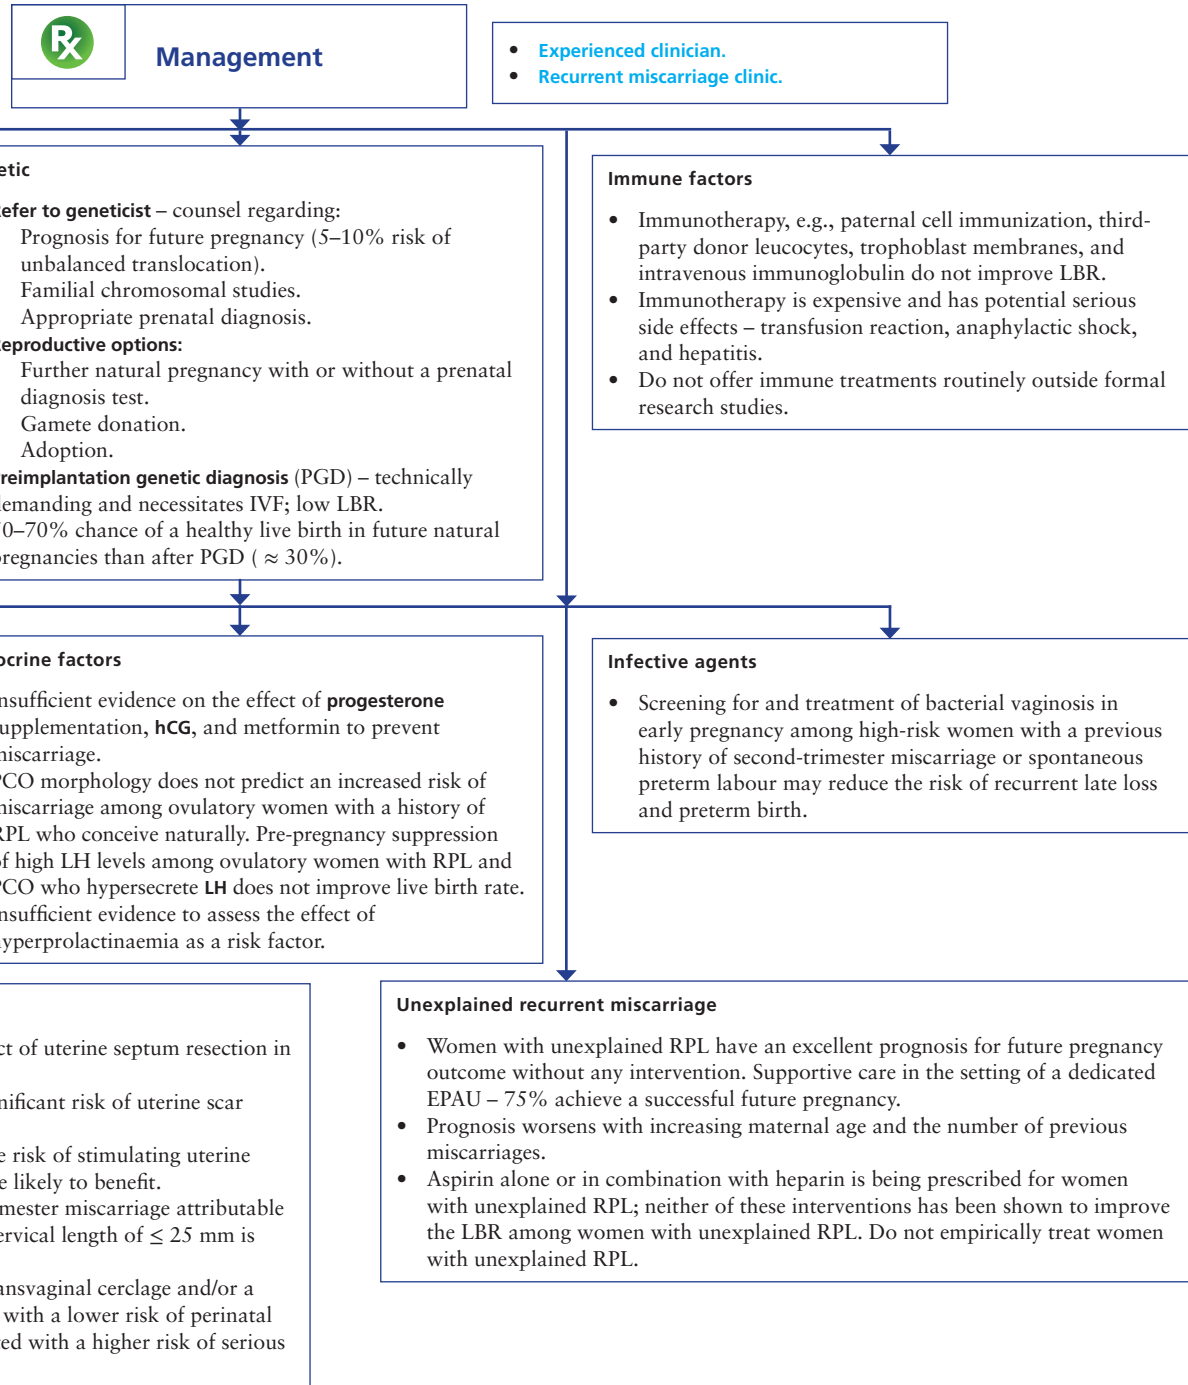 Rx
Management
• Experienced clinician.
• Recurrent miscarriage clinic.
etic
efer to geneticist – counsel regarding:
Prognosis for future pregnancy (5–10% risk of
unbalanced translocation).
Familial chromosomal studies.
Appropriate prenatal diagnosis.
eproductive options:
Further natural pregnancy with or without a prenatal
diagnosis test.
Gamete donation.
Adoption.
reimplantation genetic diagnosis (PGD) – technically
demanding and necessitates IVF; low LBR.
0–70% chance of a healthy live birth in future natural
pregnancies than after PGD ( ≈ 30%).
Immune factors
• Immunotherapy, e.g., paternal cell immunization, third-
party donor leucocytes, trophoblast membranes, and
intravenous immunoglobulin do not improve LBR.
• Immunotherapy is expensive and has potential serious
side effects – transfusion reaction, anaphylactic shock,
and hepatitis.
• Do not offer immune treatments routinely outside formal
research studies.
ocrine factors
nsufficient evidence on the effect of progesterone
supplementation, hCG, and metformin to prevent
miscarriage.
PCO morphology does not predict an increased risk of
miscarriage among ovulatory women with a history of
RPL who conceive naturally. Pre-pregnancy suppression
of high LH levels among ovulatory women with RPL and
PCO who hypersecrete LH does not improve live birth rate.
nsufficient evidence to assess the effect of
hyperprolactinaemia as a risk factor.
Infective agents
• Screening for and treatment of bacterial vaginosis in
early pregnancy among high-risk women with a previous
history of second-trimester miscarriage or spontaneous
preterm labour may reduce the risk of recurrent late loss
and preterm birth.
ct of uterine septum resection in
nificant risk of uterine scar
e risk of stimulating uterine
e likely to benefit.
mester miscarriage attributable
ervical length of ≤ 25 mm is
ansvaginal cerclage and/or a
with a lower risk of perinatal
ed with a higher risk of serious
Unexplained recurrent miscarriage
• Women with unexplained RPL have an excellent prognosis for future pregnancy
outcome without any intervention. Supportive care in the setting of a dedicated
EPAU – 75% achieve a successful future pregnancy.
• Prognosis worsens with increasing maternal age and the number of previous
miscarriages.
• Aspirin alone or in combination with heparin is being prescribed for women
with unexplained RPL; neither of these interventions has been shown to improve
the LBR among women with unexplained RPL. Do not empirically treat women
with unexplained RPL.